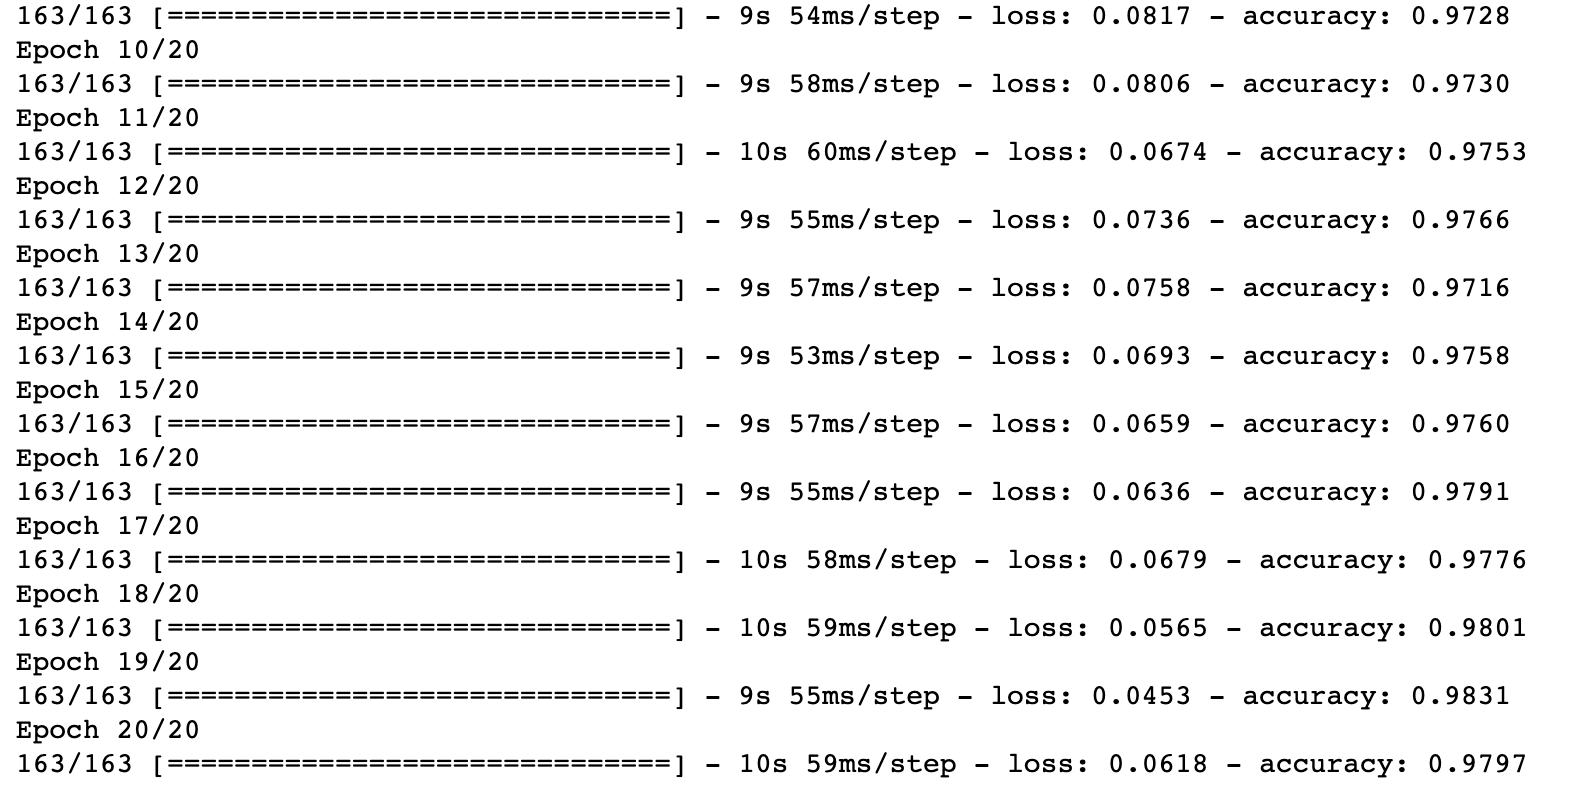 163/163 [==============================] - 9s 54ms/step - loss: 0.0817 - accuracy: 0.9728
Epoch 10/20
163/163 [==============================] - 9s 58ms/step - loss: 0.0806 - accuracy: 0.9730
Epoch 11/20
163/163 [==============================] - 10s 60ms/step - loss: 0.0674 - accuracy: 0.9753
Epoch 12/20
163/163 [==============================] - 9s 55ms/step - loss: 0.0736 - accuracy: 0.9766
Epoch 13/20
163/163 [==============================] - 9s 57ms/step - loss: 0.0758 - accuracy: 0.9716
Epoch 14/20
163/163 [==============================] - 9s 53ms/step - loss: 0.0693 - accuracy: 0.9758
Epoch 15/20
163/163 [==============================] - 9s 57ms/step - loss: 0.0659 - accuracy: 0.9760
Epoch 16/20
163/163 [==============================] - 9s 55ms/step - loss: 0.0636 - accuracy: 0.9791
Epoch 17/20
163/163 [==============================] - 10s 58ms/step - loss: 0.0679 - accuracy: 0.9776
Epoch 18/20
163/163 [==============================] - 10s 59ms/step - loss: 0.0565 - accuracy: 0.9801
Epoch 19/20
163/163 [==============================] - 9s 55ms/step - loss: 0.0453 - accuracy: 0.9831
Epoch 20/20
163/163 [==============================] - 10s 59ms/step - loss: 0.0618 - accuracy: 0.9797